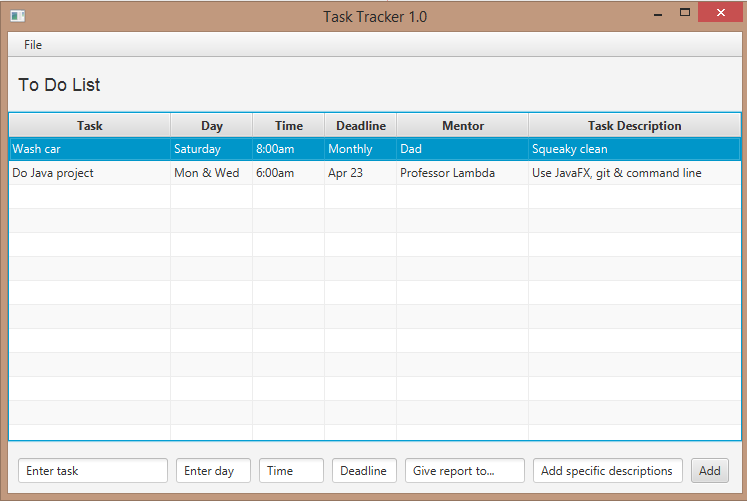 Task Tracker 1.0
File
To Do List
Task Day Time Deadline Mentor Task Description
Wash car Saturday 8:00am Monthly Dad Squeaky clean
Do Java project Mon & Wed 6:00am Apr 23 Professor Lambda Use JavaFX, git & command line
Enter task Enter day Time Deadline Give report to... Add specific descriptions Add